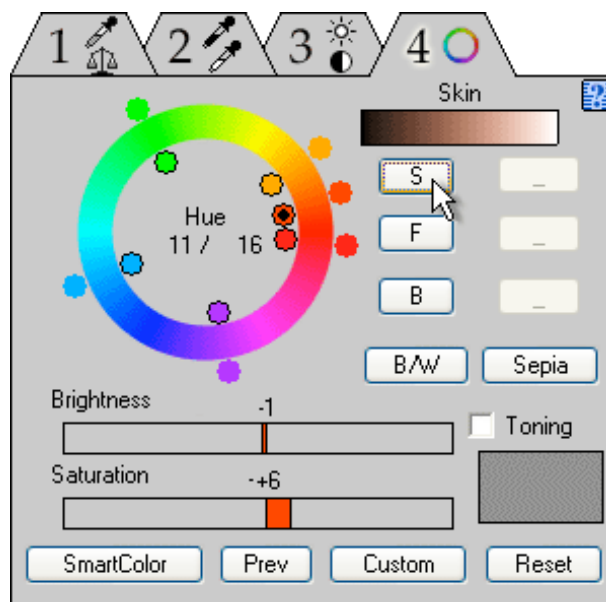 1 2 3 4
Skin
S _
Hue
11 / 16
F _
B _
B/W Sepia
Brightness
-1
Toning
Saturation
-+6
SmartColor Prev Custom Reset